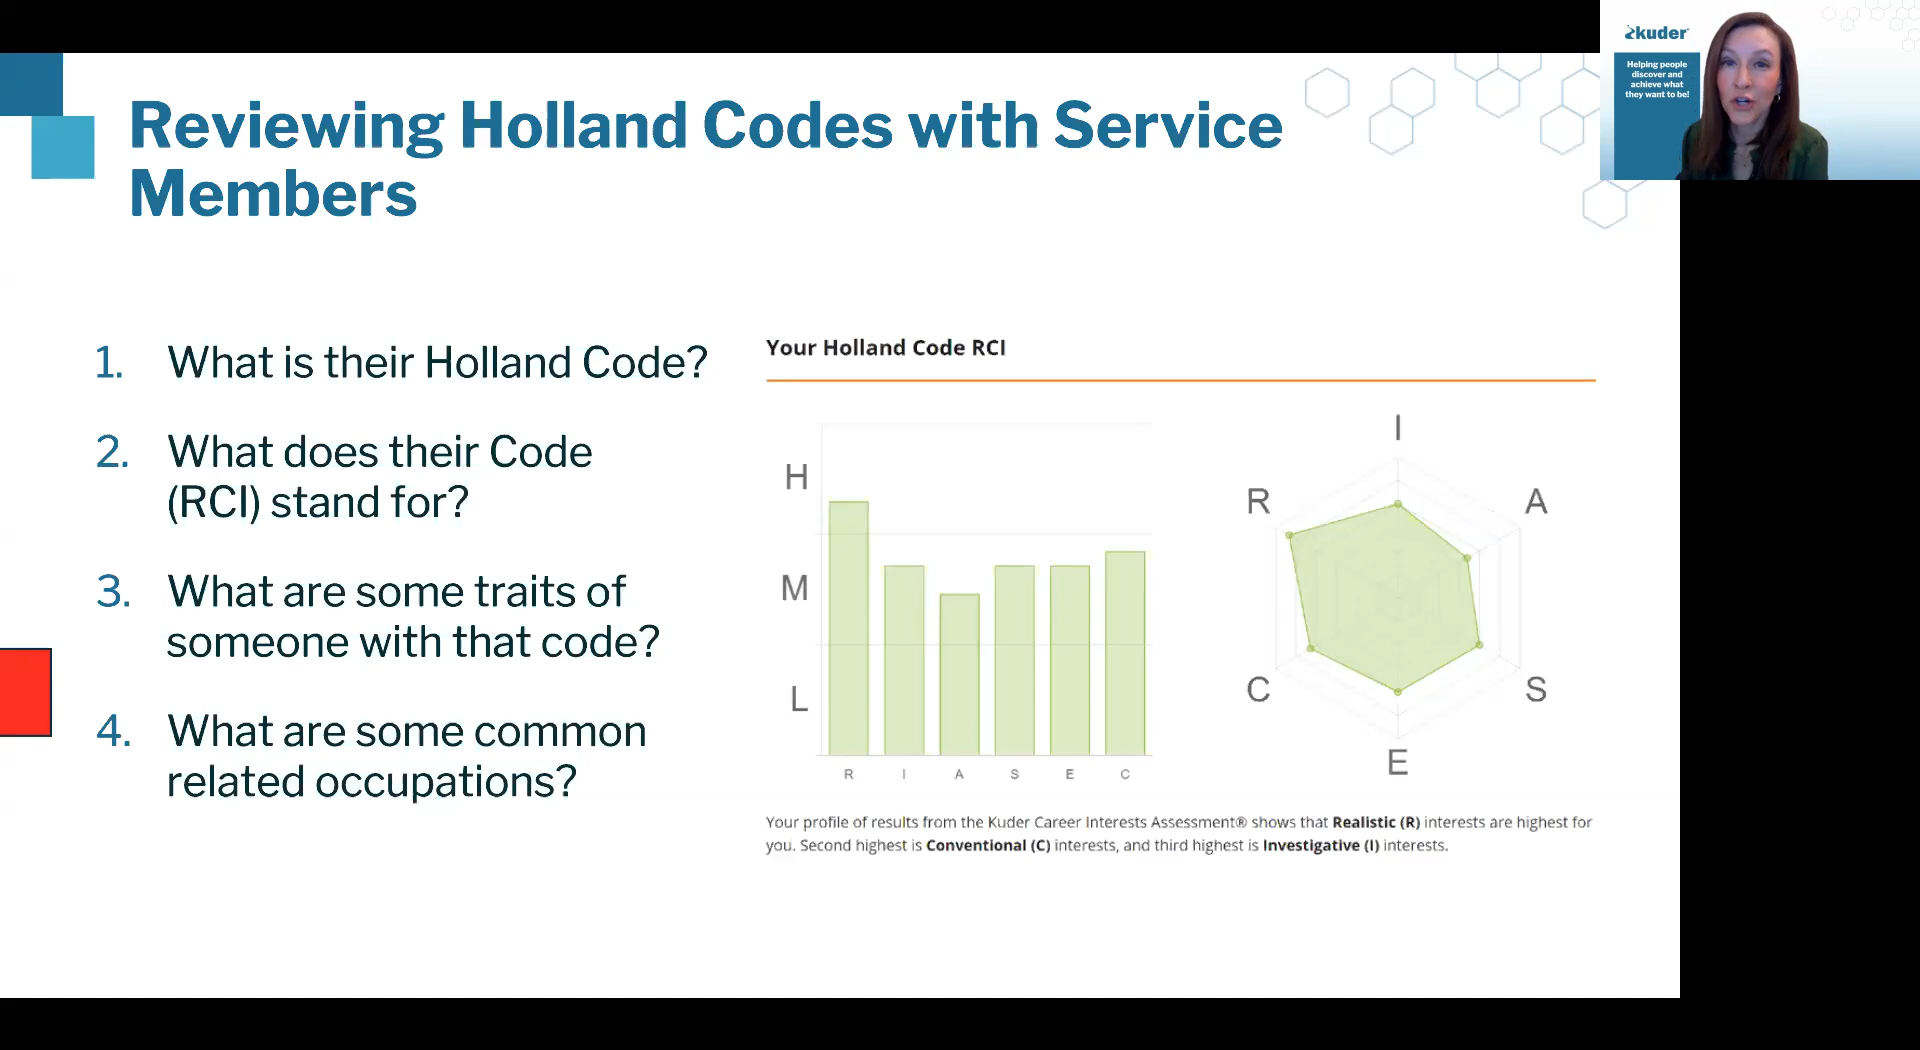 Reviewing Holland Codes with Service
Members
kuder®
Helping people
discover and
achieve what
they want to be!
1. What is their Holland Code?
2. What does their Code
(RCI) stand for?
3. What are some traits of
someone with that code?
4. What are some common
related occupations?
Your Holland Code RCI
H
M
L
R I A S E C
I
R A
C S
E
Your profile of results from the Kuder Career Interests Assessment® shows that Realistic (R) interests are highest for
you. Second highest is Conventional (C) interests, and third highest is Investigative (I) interests.